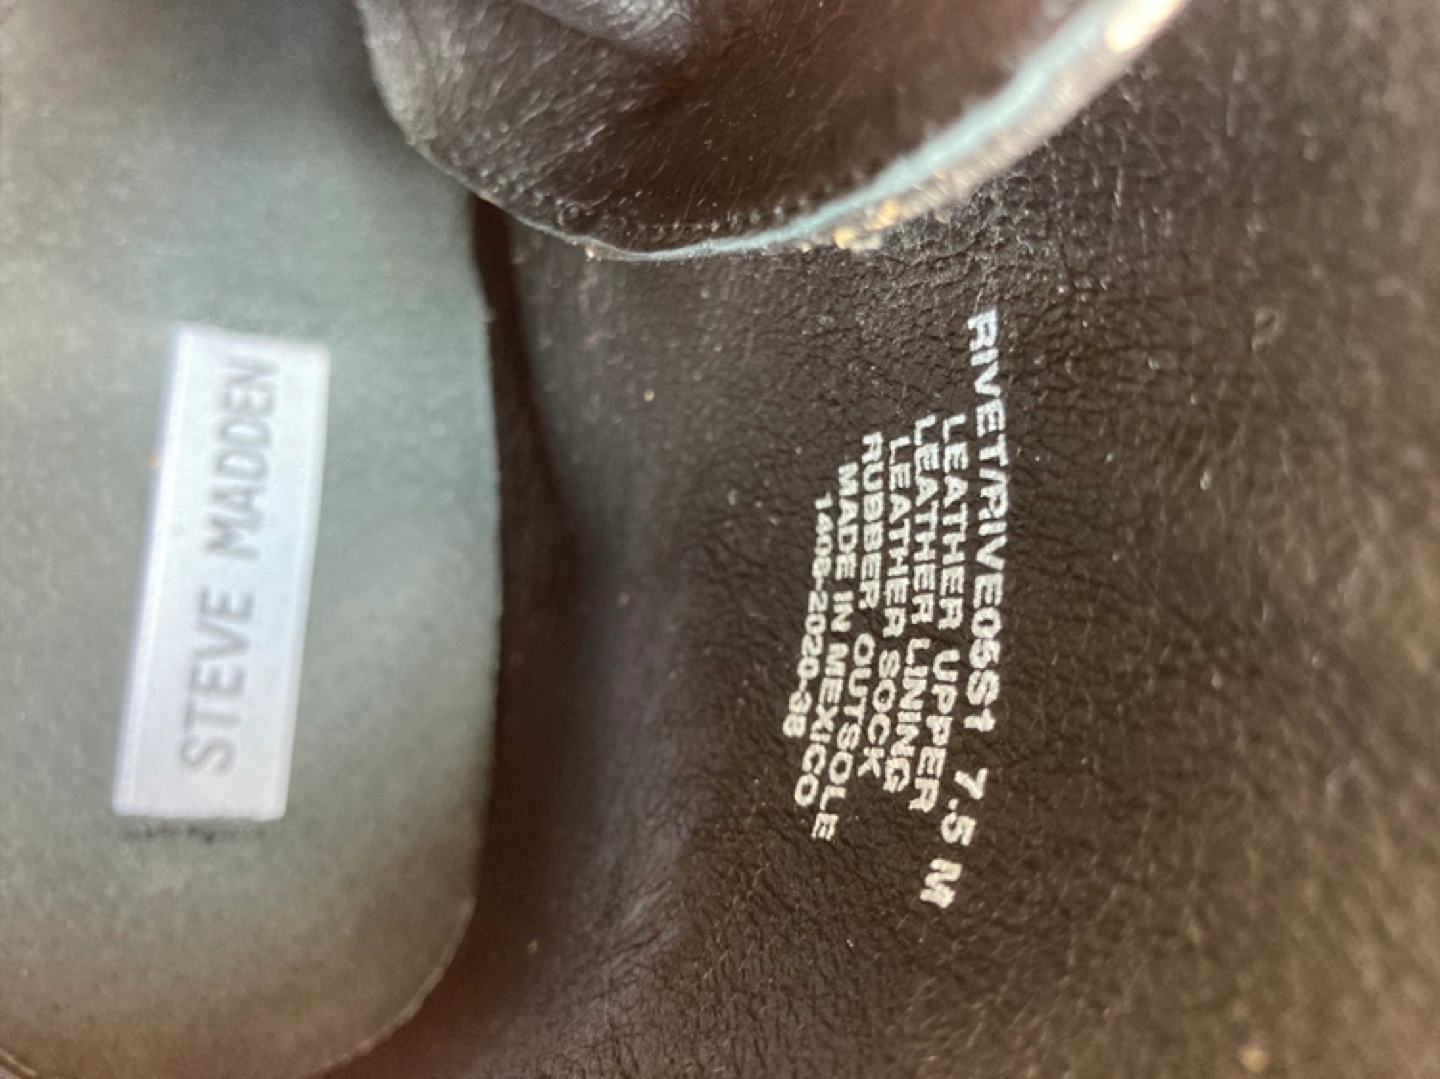 STEVE MADDEN
RIVET/RIVE05S1 7.5 M
LEATHER UPPER
LEATHER LINING
LEATHER SOCK
RUBBER OUTSOLE
MADE IN MEXICO
1408-2020-38